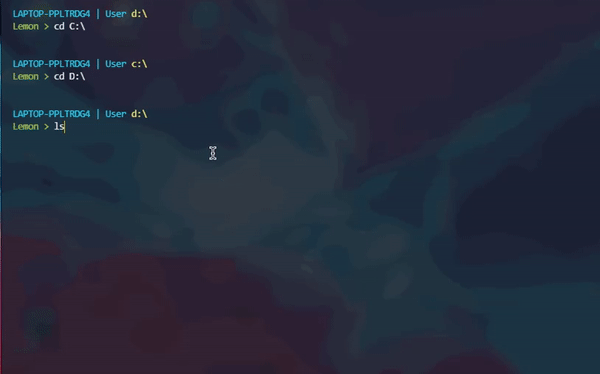 LAPTOP-PPLTRDG4 | User d:\
Lemon > cd C:\
LAPTOP-PPLTRDG4 | User c:\
Lemon > cd D:\
LAPTOP-PPLTRDG4 | User d:\
Lemon > ls